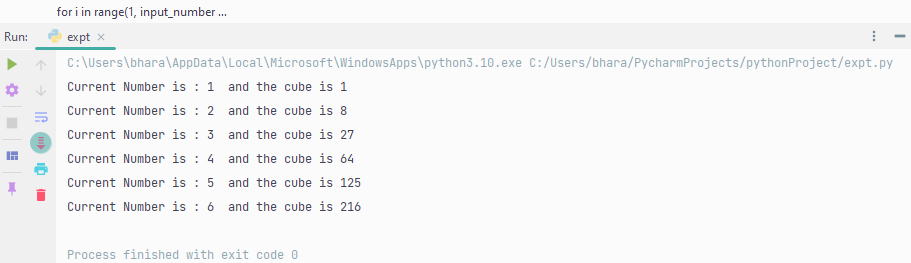 for i in range(1, input_number ...
Run: expt
C:\Users\bhara\AppData\Local\Microsoft\WindowsApps\python3.10.exe C:/Users/bhara/PycharmProjects/pythonProject/expt.py
Current Number is : 1  and the cube is 1
Current Number is : 2  and the cube is 8
Current Number is : 3  and the cube is 27
Current Number is : 4  and the cube is 64
Current Number is : 5  and the cube is 125
Current Number is : 6  and the cube is 216
Process finished with exit code 0